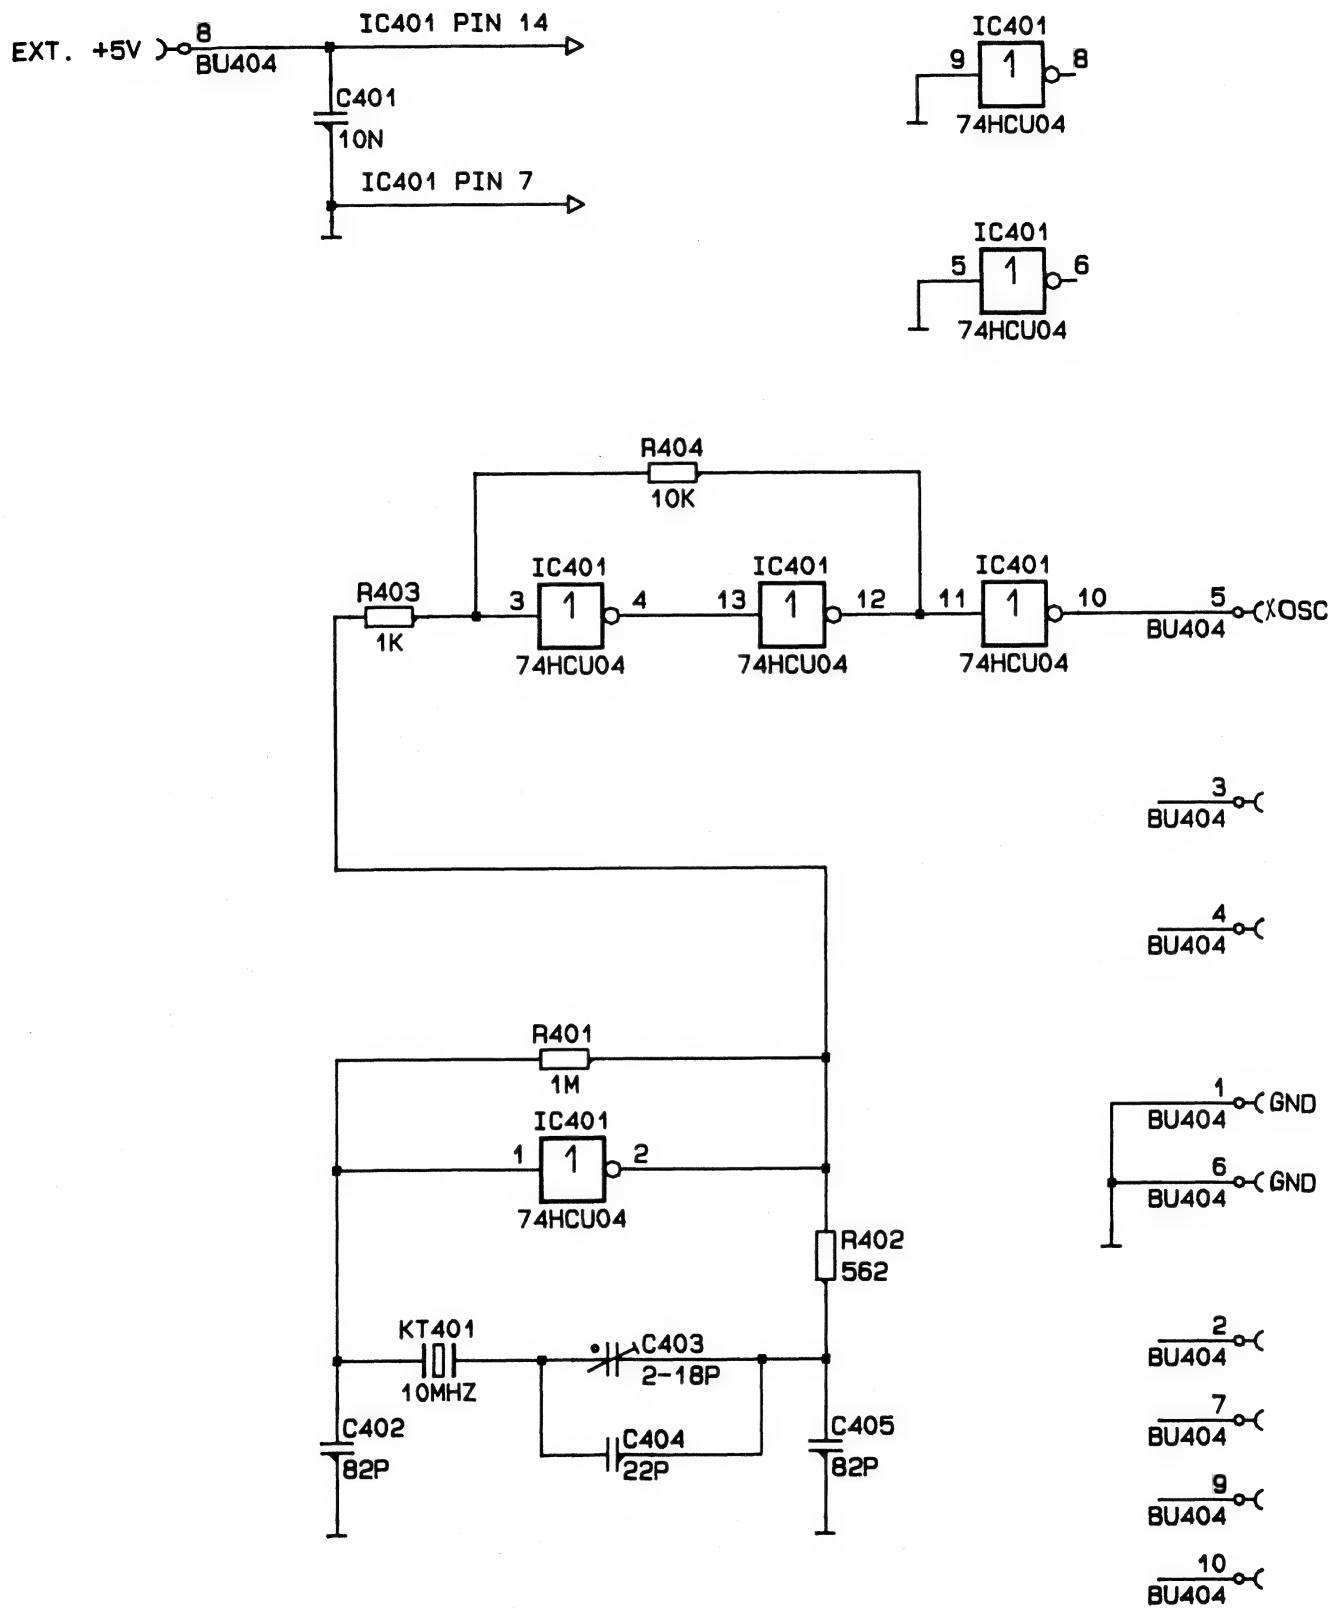 IC401 PIN 14
EXT. +5V
8
BU404
C401
10N
IC401 PIN 7
IC401
9
1
8
74HCU04
IC401
5
1
6
74HCU04
R404
10K
R403
1K
IC401
3
1
4
74HCU04
IC401
13
1
12
74HCU04
IC401
11
1
10
74HCU04
5
BU404
XOSC
3
BU404
4
BU404
R401
1M
IC401
1
1
2
74HCU04
1
BU404
GND
6
BU404
GND
R402
562
KT401
10MHZ
C403
2-18P
C402
82P
C404
22P
C405
82P
2
BU404
7
BU404
9
BU404
10
BU404